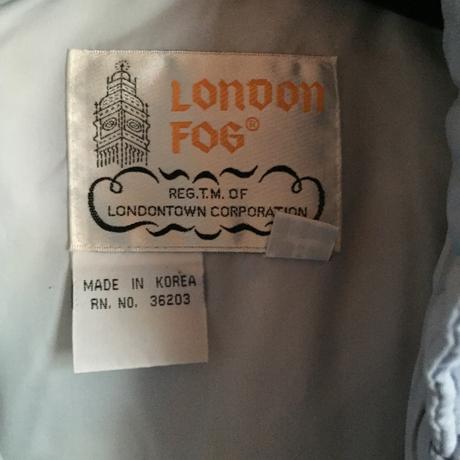 LONDON
FOG®
REG.T.M. OF
LONDONTOWN CORPORATION
MADE IN KOREA
RN. NO. 36203